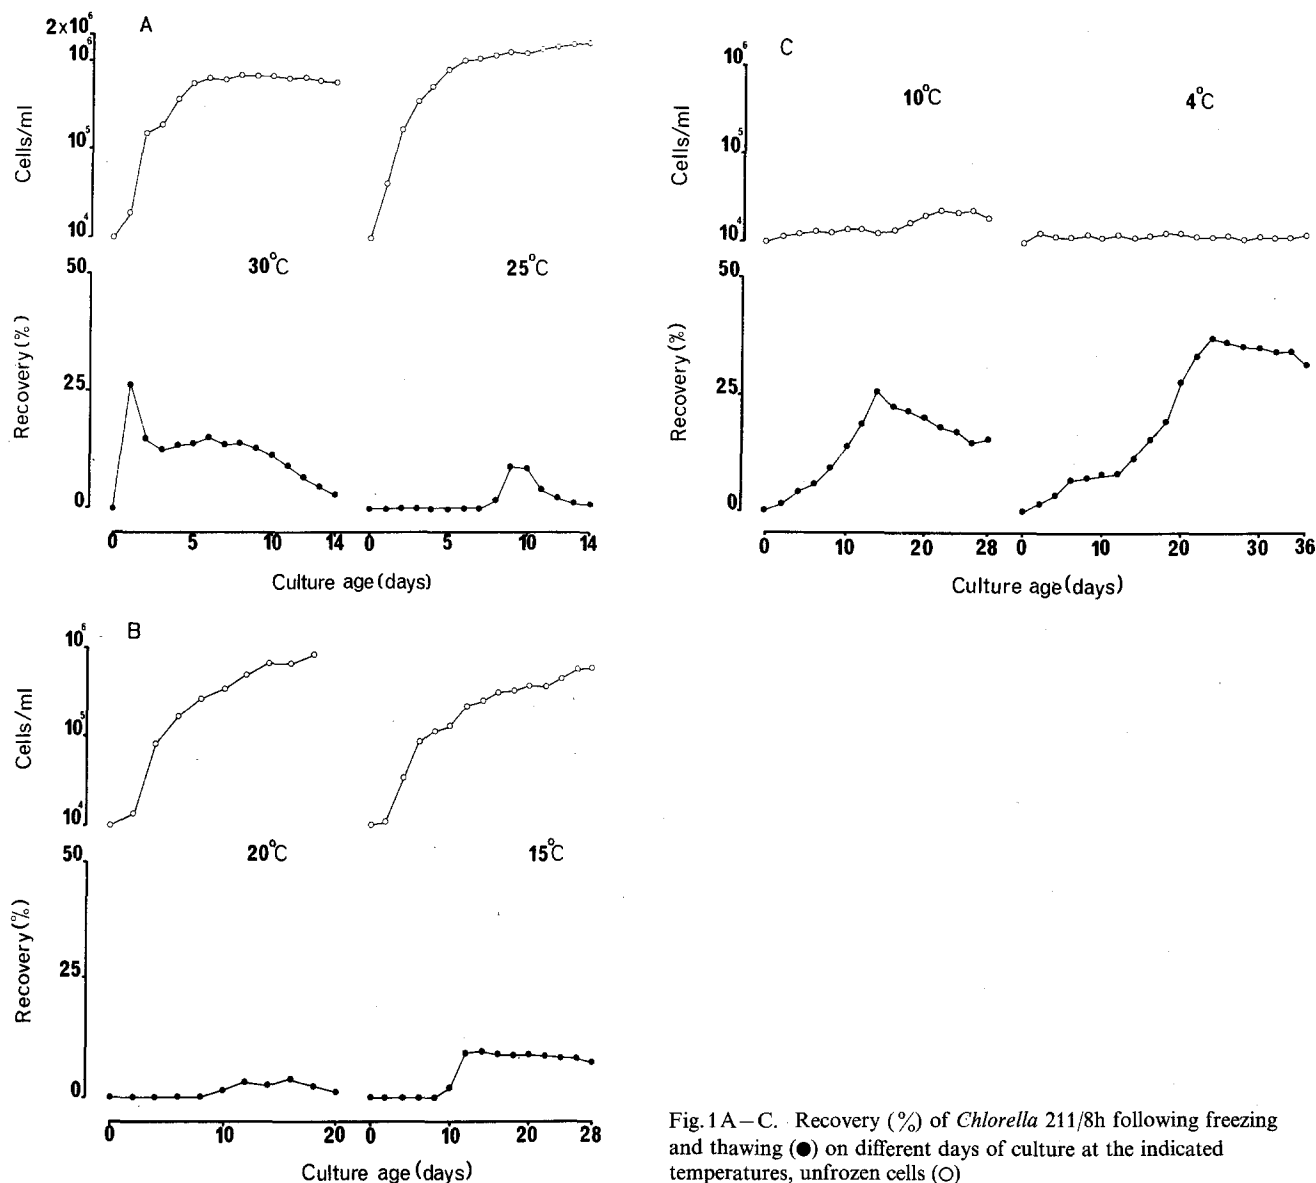 A
2x10⁶
10⁶
10⁵
10⁴
Cells/ml
30°C
25°C
50
25
0
Recovery (%)
0 5 10 14 0 5 10 14
Culture age (days)
B
10⁶
10⁵
10⁴
Cells/ml
20°C
15°C
50
25
0
Recovery (%)
0 10 20 0 10 20 28
Culture age (days)
C
10⁶
10⁵
10⁴
Cells/ml
10°C
4°C
50
25
0
Recovery (%)
0 10 20 28 0 10 20 30 36
Culture age (days)
Fig. 1 A–C. Recovery (%) of Chlorella 211/8h following freezing
and thawing (●) on different days of culture at the indicated
temperatures, unfrozen cells (○)